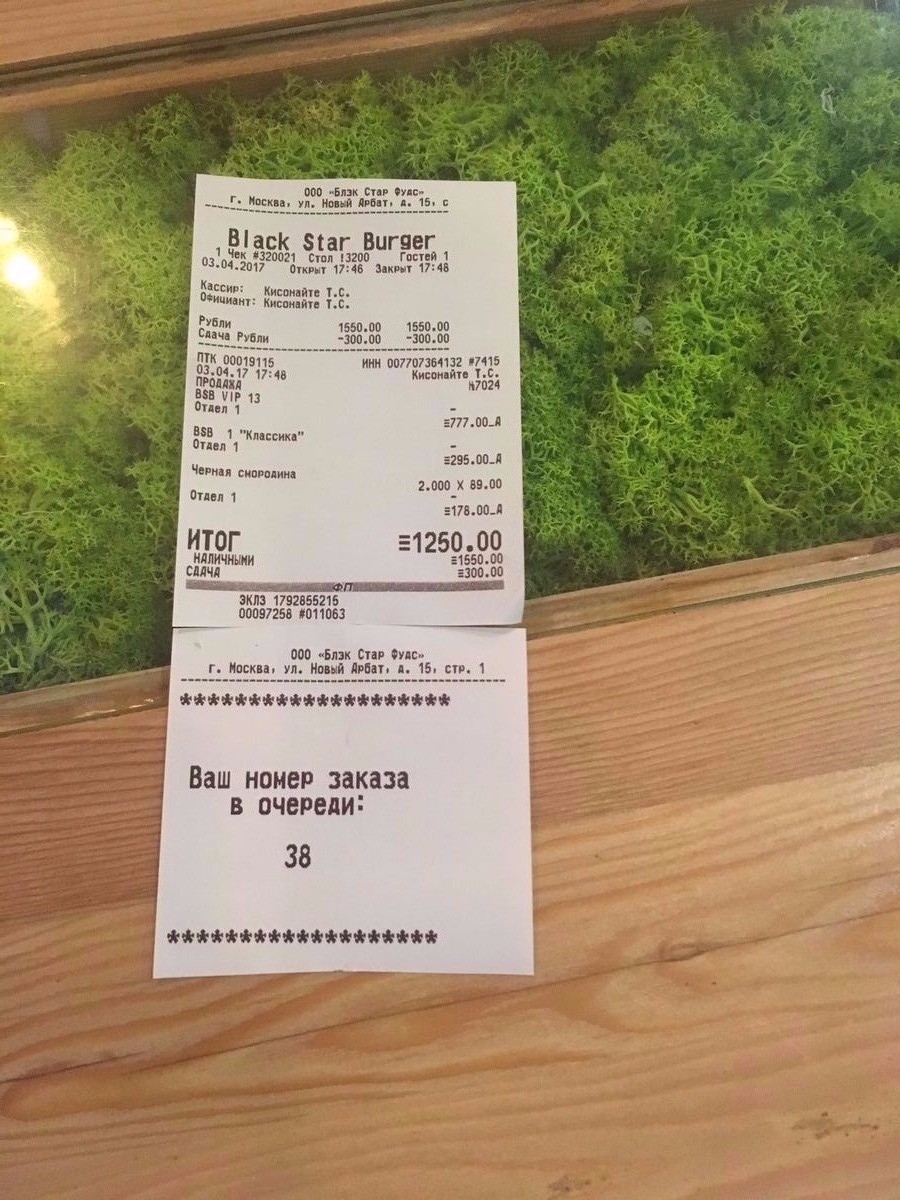 ООО «Блэк Стар Фудс»
г. Москва, ул. Новый Арбат, д. 15, с
Black Star Burger
1 Чек #320021 Стол !3200 Гостей 1
03.04.2017 Открыт 17:46 Закрыт 17:48
Кассир: Кисонайте Т.С.
Официант: Кисонайте Т.С.
Рубли 1550.00 1550.00
Сдача Рубли -300.00 -300.00
ПТК 00019115 ИНН 007707364132 #7415
03.04.17 17:48 Кисонайте Т.С.
ПРОДАЖА №7024
BSB VIP 13
Отдел 1 -
≡777.00_А
BSB 1 "Классика" -
Отдел 1
≡295.00_А
Черная смородина
2.000 X 89.00
Отдел 1 -
≡178.00_А
ИТОГ ≡1250.00
НАЛИЧНЫМИ ≡1550.00
СДАЧА ≡300.00
ФП
ЭКЛЗ 1792855215
00097258 #011063
ООО «Блэк Стар Фудс»
г. Москва, ул. Новый Арбат, д. 15, стр. 1
*******************
Ваш номер заказа
в очереди:
38
*******************